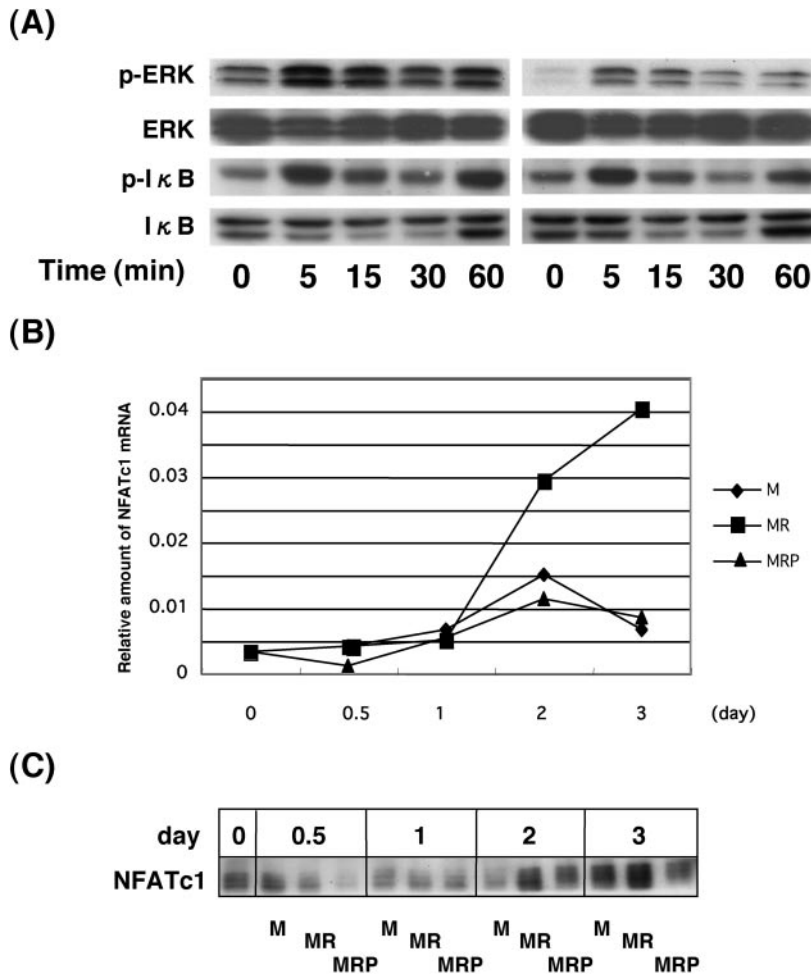 (A)
p-ERK
ERK
p-IκB
IκB
Time (min) 0 5 15 30 60 0 5 15 30 60
(B)
Relative amount of NFATc1 mRNA
0.04
0.03
0.02
0.01
0
0 0.5 1 2 3 (day)
M
MR
MRP
(C)
day 0 0.5 1 2 3
NFATc1
M MR MRP M MR MRP M MR MRP M MR MRP